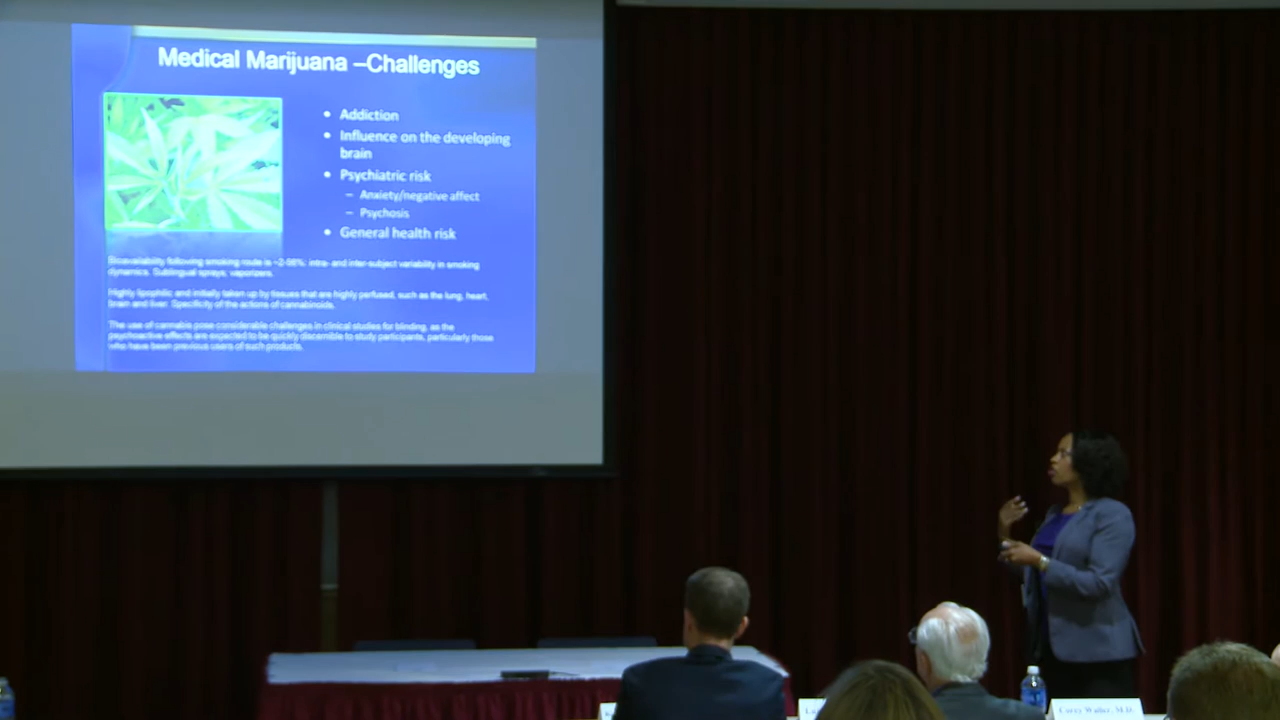 Medical Marijuana –Challenges
• Addiction
• Influence on the developing
brain
• Psychiatric risk
– Anxiety/negative affect
– Psychosis
• General health risk
Bioavailability following smoking route is ~2-56%: intra- and inter-subject variability in smoking
dynamics. Sublingual sprays; vaporizers.
Highly lipophilic and initially taken up by tissues that are highly perfused, such as the lung, heart,
brain and liver. Specificity of the actions of cannabinoids.
The use of cannabis pose considerable challenges in clinical studies for blinding, as the
psychoactive effects are expected to be quickly discernible to study participants, particularly those
who have been previous users of such products.
Corey Waller, M.D.